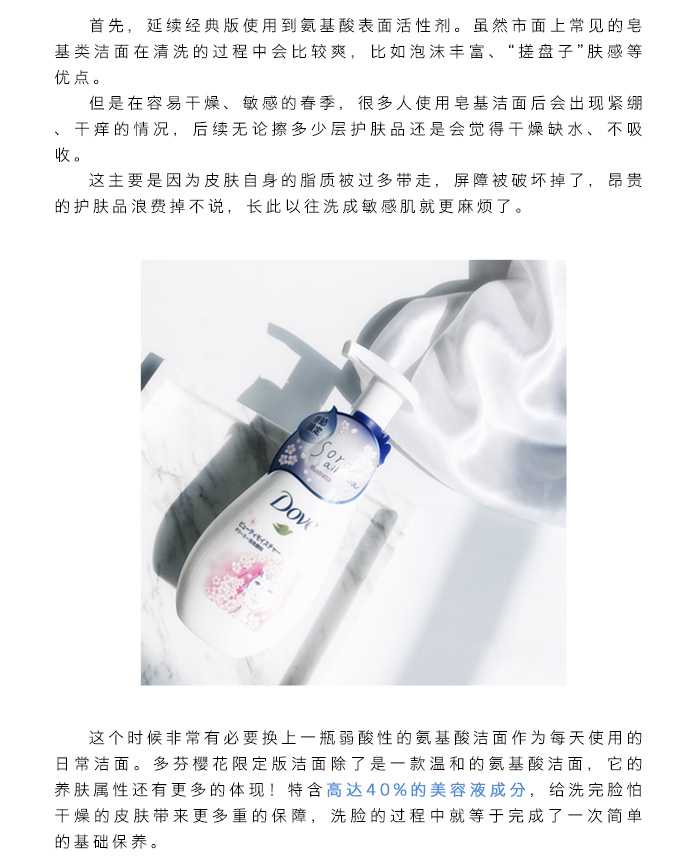 首先，延续经典版使用到氨基酸表面活性剂。虽然市面上常见的皂
基类洁面在清洗的过程中会比较爽，比如泡沫丰富、“搓盘子”肤感等
优点。
但是在容易干燥、敏感的春季，很多人使用皂基洁面后会出现紧绷
、干痒的情况，后续无论擦多少层护肤品还是会觉得干燥缺水、不吸
收。
这主要是因为皮肤自身的脂质被过多带走，屏障被破坏掉了，昂贵
的护肤品浪费掉不说，长此以往洗成敏感肌就更麻烦了。
Dove
ビューティモイスチャー
这个时候非常有必要换上一瓶弱酸性的氨基酸洁面作为每天使用的
日常洁面。多芬樱花限定版洁面除了是一款温和的氨基酸洁面，它的
养肤属性还有更多的体现！特含高达40%的美容液成分，给洗完脸怕
干燥的皮肤带来更多重的保障，洗脸的过程中就等于完成了一次简单
的基础保养。